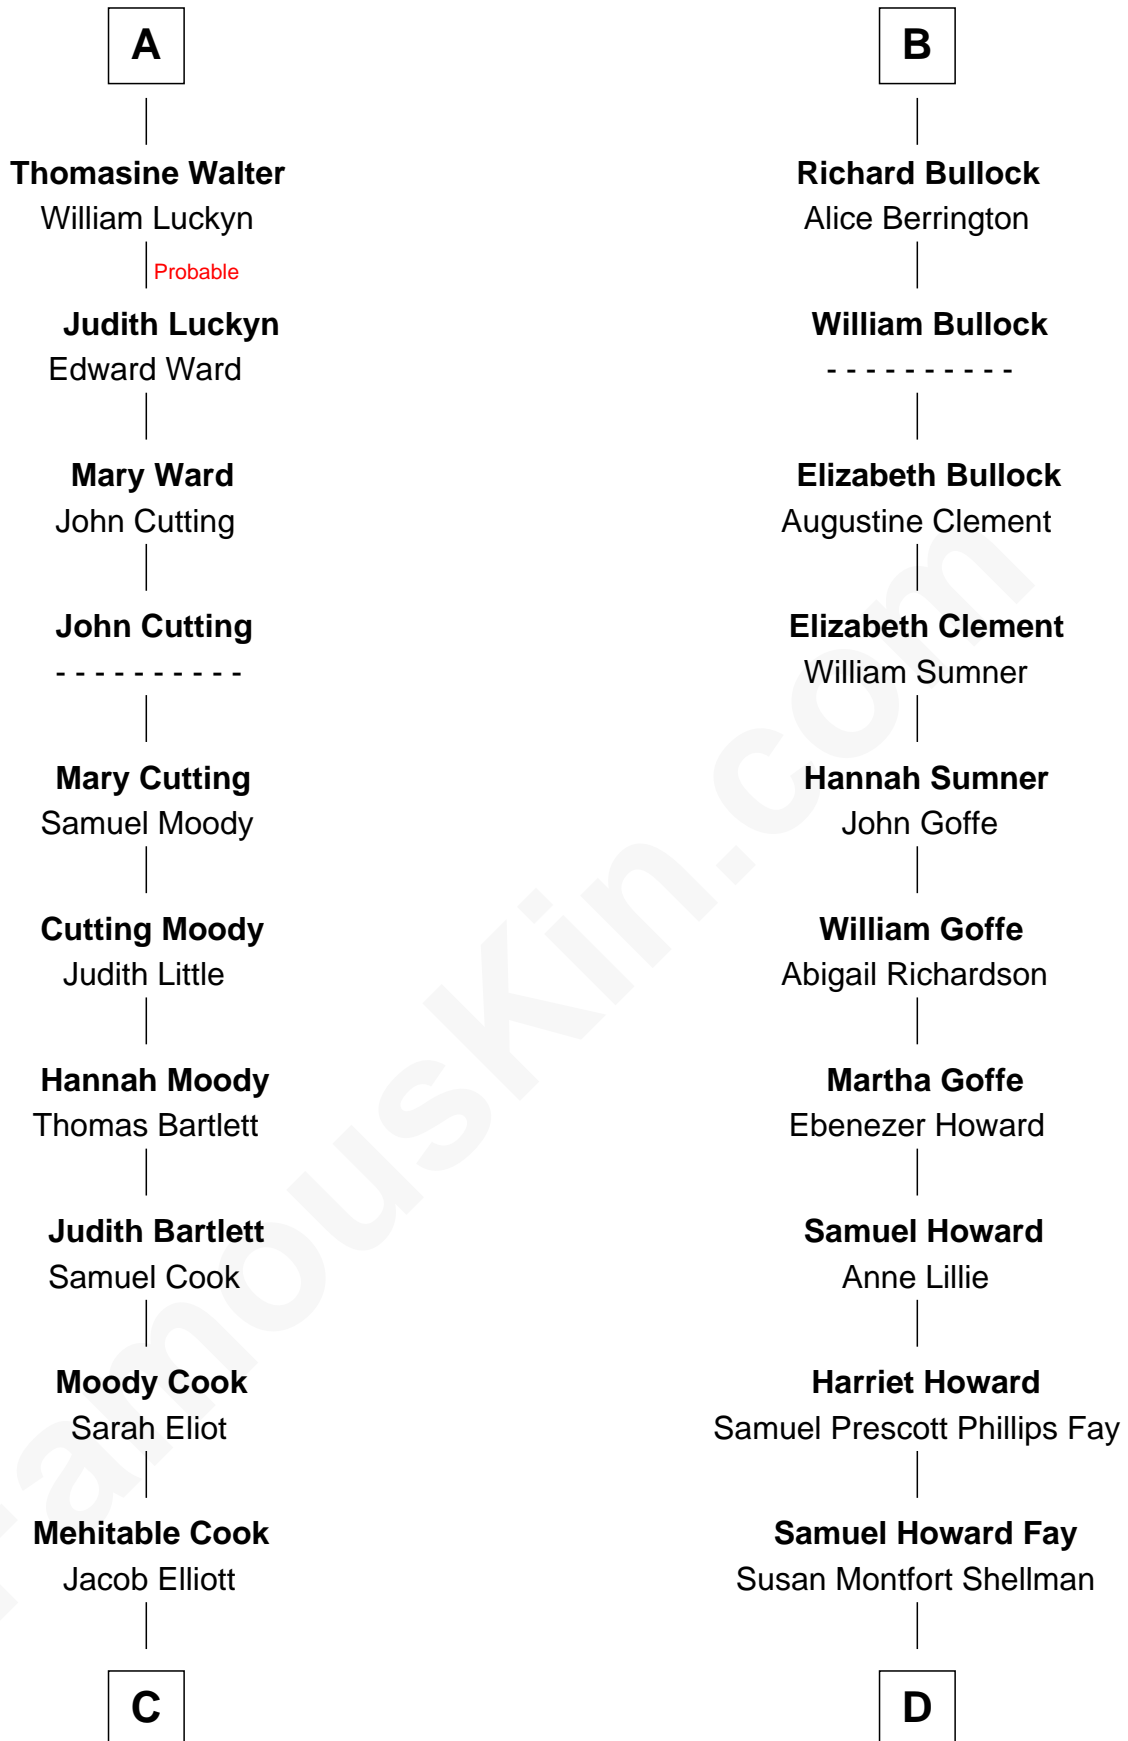 A
Thomasine Walter
William Luckyn
Probable
Judith Luckyn
Edward Ward
Mary Ward
John Cutting
John Cutting
- - - - - - - - - -
Mary Cutting
Samuel Moody
Cutting Moody
Judith Little
Hannah Moody
Thomas Bartlett
Judith Bartlett
Samuel Cook
Moody Cook
Sarah Eliot
Mehitable Cook
Jacob Elliott
C
B
Richard Bullock
Alice Berrington
William Bullock
- - - - - - - - - -
Elizabeth Bullock
Augustine Clement
Elizabeth Clement
William Sumner
Hannah Sumner
John Goffe
William Goffe
Abigail Richardson
Martha Goffe
Ebenezer Howard
Samuel Howard
Anne Lillie
Harriet Howard
Samuel Prescott Phillips Fay
Samuel Howard Fay
Susan Montfort Shellman
D
FamousKin.com